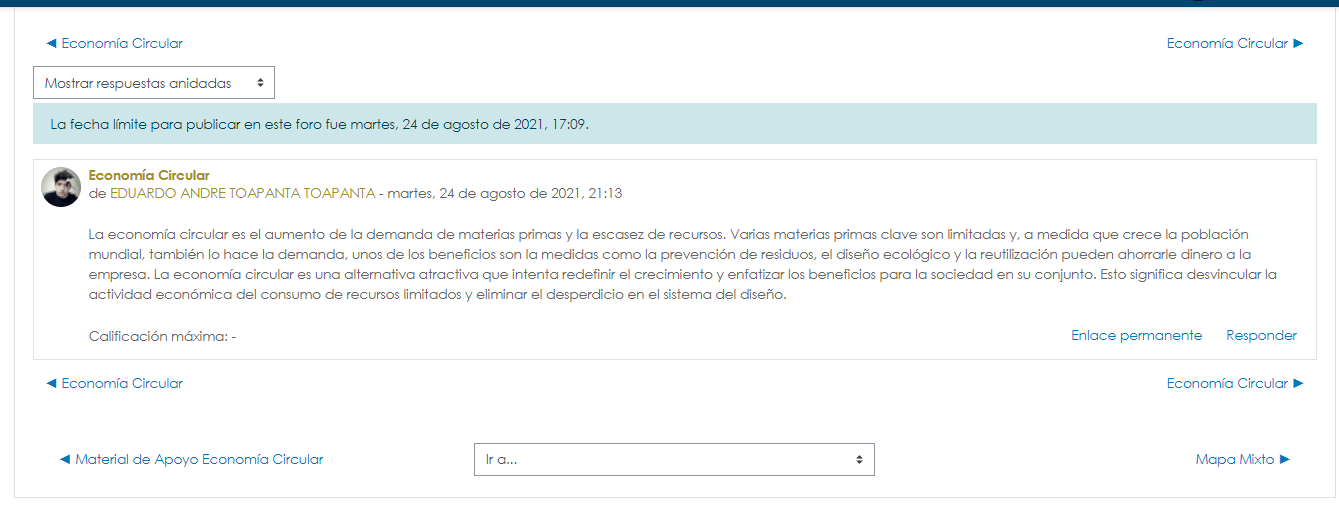 ◄ Economía Circular
Economía Circular ►
Mostrar respuestas anidadas
La fecha límite para publicar en este foro fue martes, 24 de agosto de 2021, 17:09.
Economía Circular
de EDUARDO ANDRE TOAPANTA TOAPANTA - martes, 24 de agosto de 2021, 21:13
La economía circular es el aumento de la demanda de materias primas y la escasez de recursos. Varias materias primas clave son limitadas y, a medida que crece la población
mundial, también lo hace la demanda, unos de los beneficios son la medidas como la prevención de residuos, el diseño ecológico y la reutilización pueden ahorrarle dinero a la
empresa. La economía circular es una alternativa atractiva que intenta redefinir el crecimiento y enfatizar los beneficios para la sociedad en su conjunto. Esto significa desvincular la
actividad económica del consumo de recursos limitados y eliminar el desperdicio en el sistema del diseño.
Calificación máxima: -
Enlace permanente Responder
◄ Economía Circular
Economía Circular ►
◄ Material de Apoyo Economía Circular
Ir a...
Mapa Mixto ►